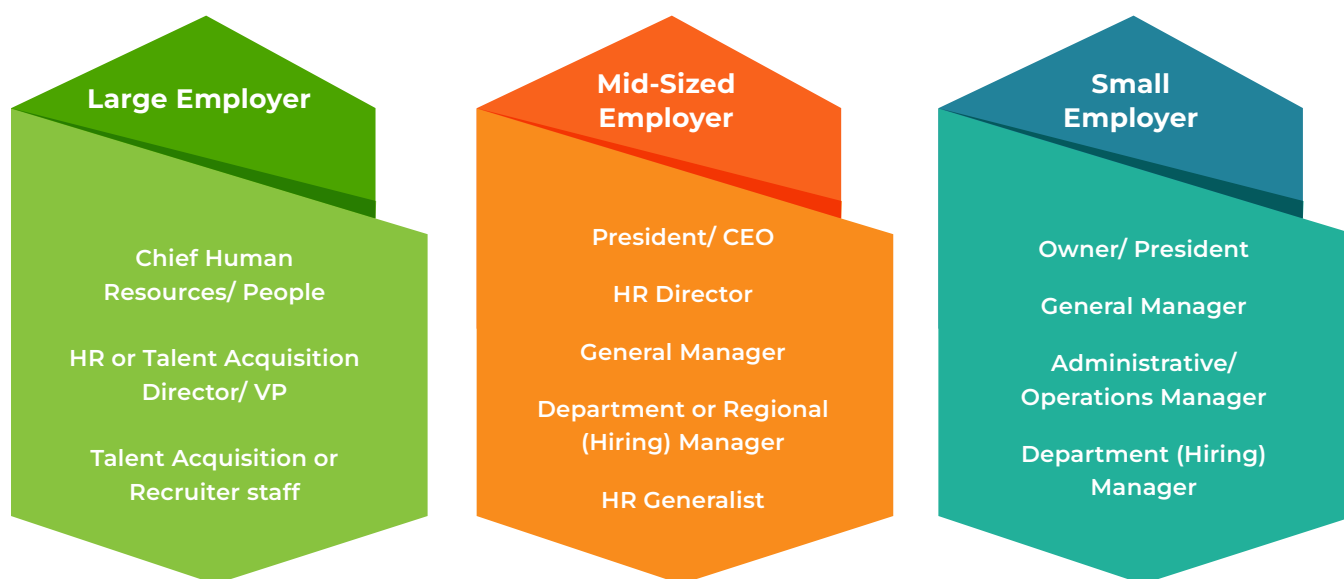 Large Employer
Chief Human
Resources/ People
HR or Talent Acquisition
Director/ VP
Talent Acquisition or
Recruiter staff
Mid-Sized
Employer
President/ CEO
HR Director
General Manager
Department or Regional
(Hiring) Manager
HR Generalist
Small
Employer
Owner/ President
General Manager
Administrative/
Operations Manager
Department (Hiring)
Manager